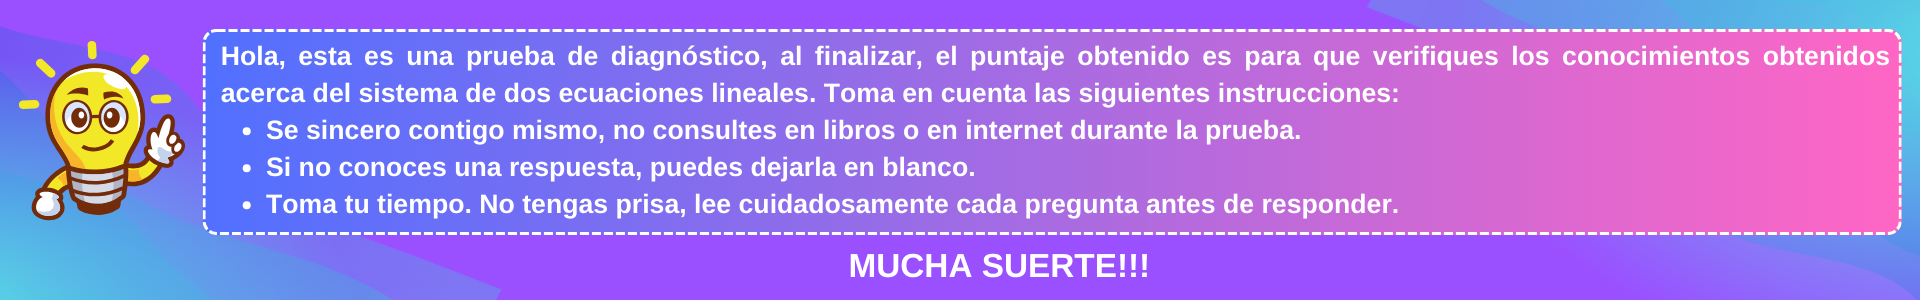 Hola, esta es una prueba de diagnóstico, al finalizar, el puntaje obtenido es para que verifiques los conocimientos obtenidos
acerca del sistema de dos ecuaciones lineales. Toma en cuenta las siguientes instrucciones:
• Se sincero contigo mismo, no consultes en libros o en internet durante la prueba.
• Si no conoces una respuesta, puedes dejarla en blanco.
• Toma tu tiempo. No tengas prisa, lee cuidadosamente cada pregunta antes de responder.
MUCHA SUERTE!!!